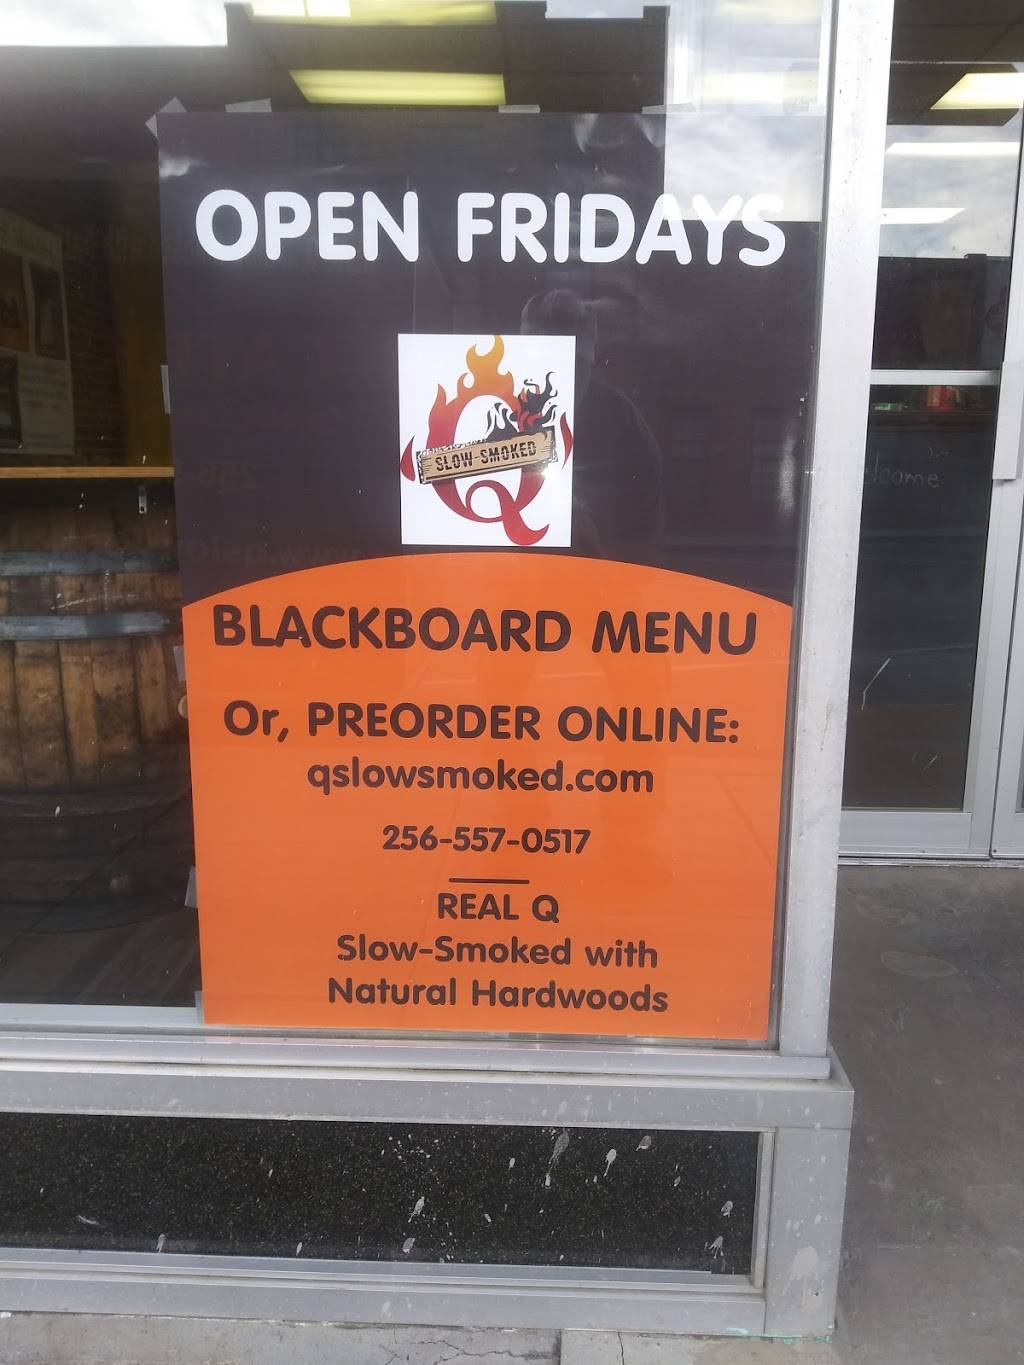 OPEN FRIDAYS
SLOW-SMOKED
Q
BLACKBOARD MENU
Or, PREORDER ONLINE:
qslowsmoked.com
256-557-0517
REAL Q
Slow-Smoked with
Natural Hardwoods
elcome